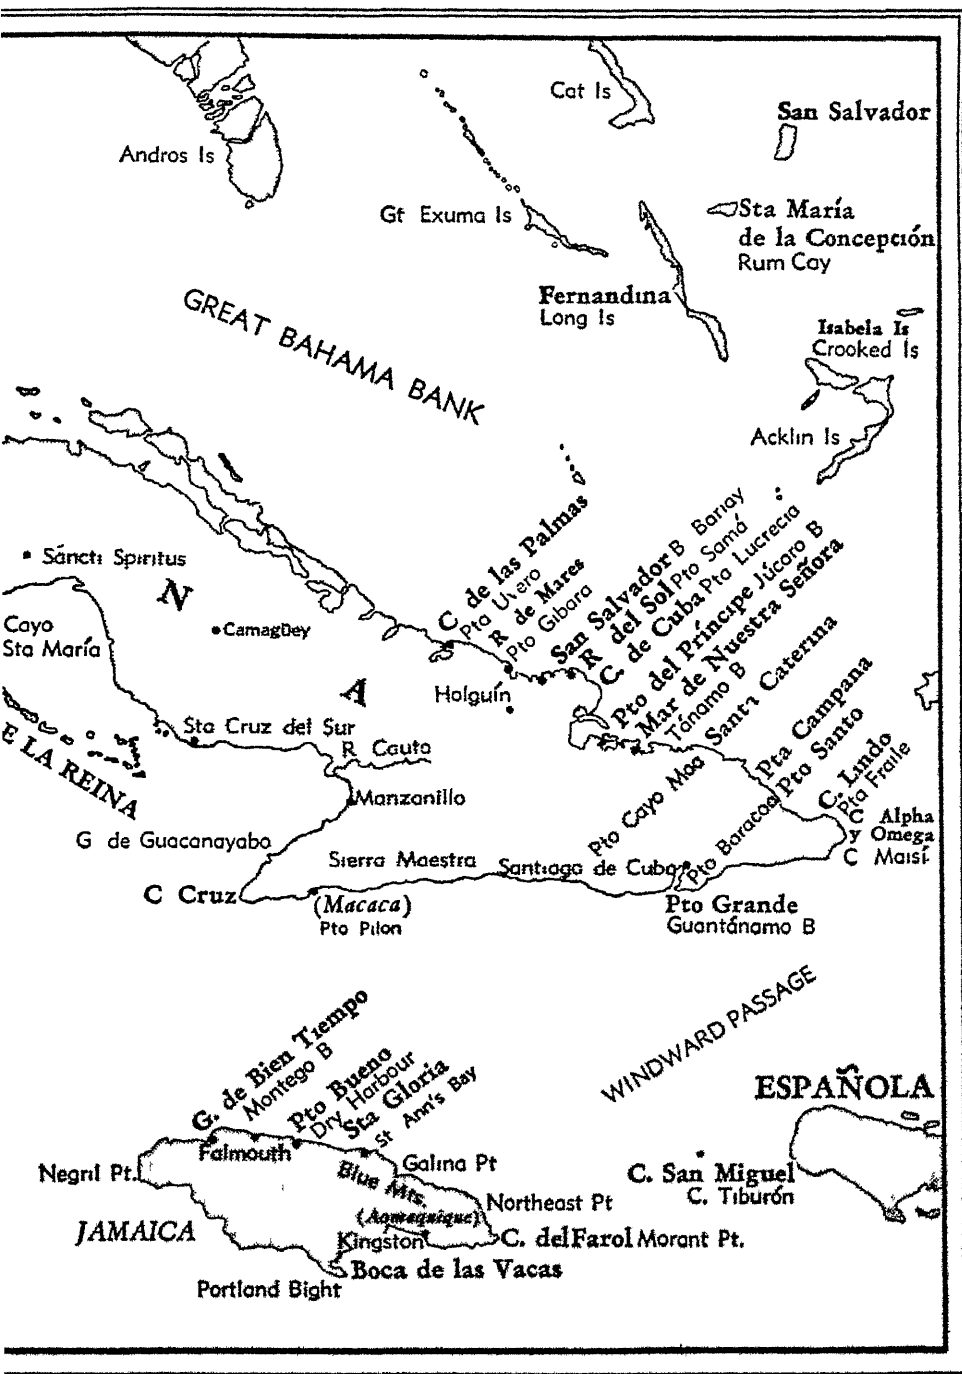 Cat Is
San Salvador
Andros Is
Gt Exuma Is
Sta María
de la Concepción
Rum Cay
Fernandina
Long Is
GREAT BAHAMA BANK
Isabela Is
Crooked Is
Acklin Is
C. de las Palmas
Pta Uvero
R de Mares
Pto Gibara
San Salvador
B Bariay
R del Sol
Pto Samá
C. de Cuba
Pta Lucrecia
Pto del Príncipe
Júcaro B
Mar de Nuestra Señora
Tánamo B
Santa Caterina
Pto Cayo Moa
Pta Campana
Pto Santo
Pto Baracoa
C. Lindo
Pta Fraile
C Alpha
y Omega
C Maisí
Sáncti Spiritus
N
Camagüey
Cayo
Sta María
A
Holguín
Sta Cruz del Sur
R Cauto
E LA REINA
Manzanillo
G de Guacanayabo
Sierra Maestra
Santiago de Cuba
C Cruz
(Macaca)
Pto Pilon
Pto Grande
Guantánamo B
WINDWARD PASSAGE
G. de Bien Tiempo
Montego B
Pto Bueno
Dry Harbour
Sta Gloria
St Ann's Bay
ESPAÑOLA
Falmouth
Galina Pt
Negril Pt.
Blue Mts.
C. San Miguel
C. Tiburón
Northeast Pt
JAMAICA
Kingston
C. del Farol Morant Pt.
Boca de las Vacas
Portland Bight